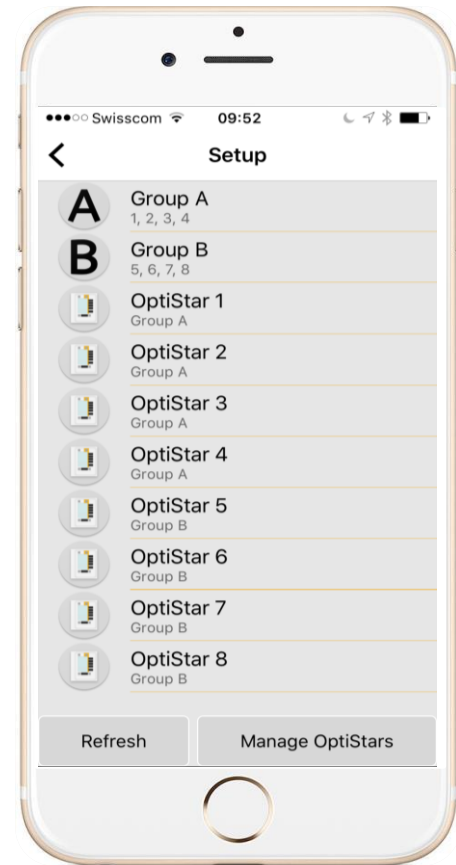 Swisscom 09:52
Setup
A
Group A
1, 2, 3, 4
B
Group B
5, 6, 7, 8
OptiStar 1
Group A
OptiStar 2
Group A
OptiStar 3
Group A
OptiStar 4
Group A
OptiStar 5
Group B
OptiStar 6
Group B
OptiStar 7
Group B
OptiStar 8
Group B
Refresh Manage OptiStars